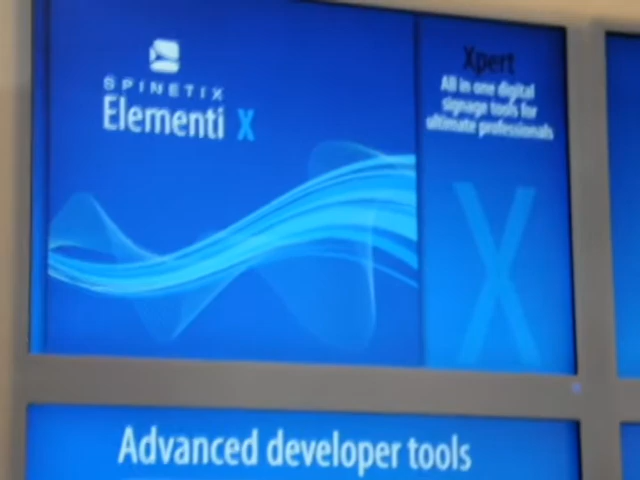 SPINETIX
Elementi X
Xpert
All in one digital
signage tools for
ultimate professionals
X
Advanced developer tools